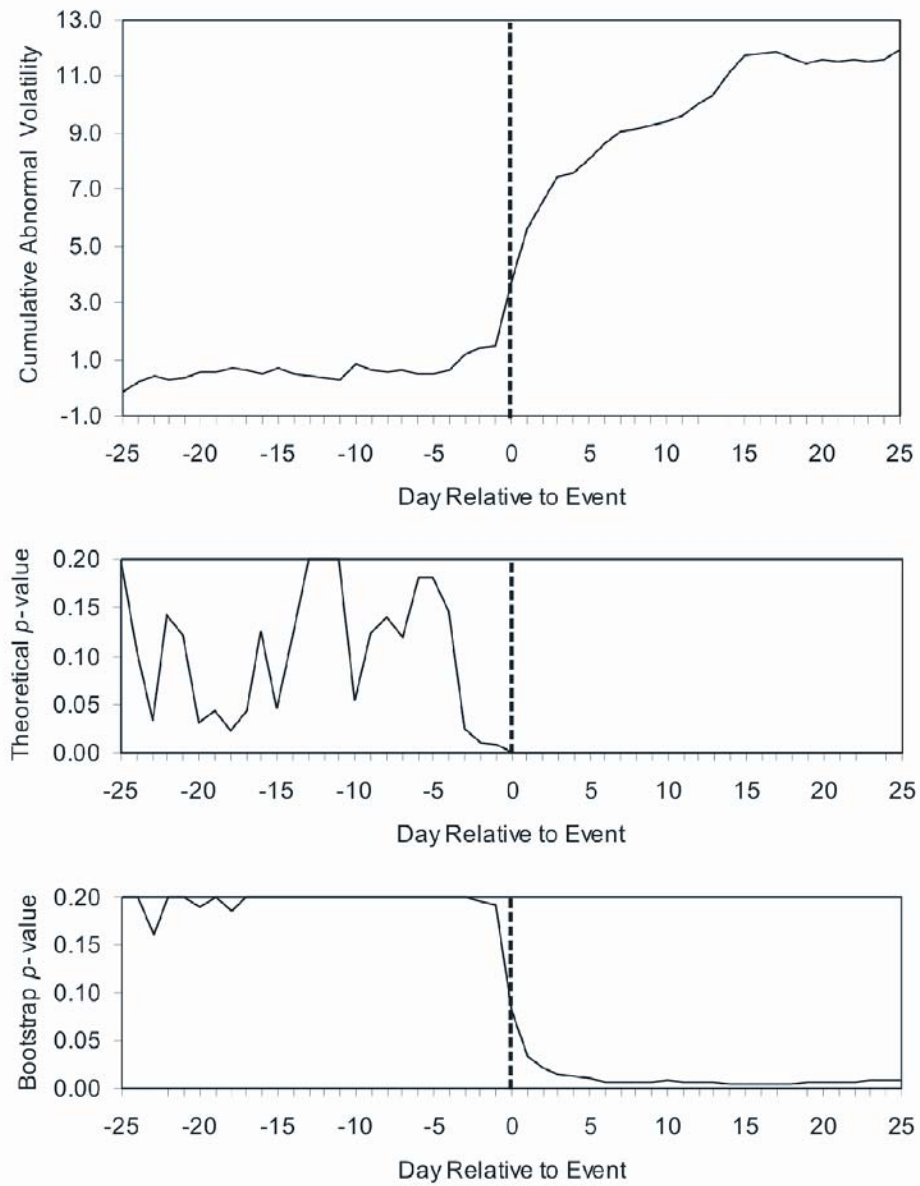 Cumulative Abnormal Volatility
13.0
11.0
9.0
7.0
5.0
3.0
1.0
-1.0
-25 -20 -15 -10 -5 0 5 10 15 20 25
Day Relative to Event
Theoretical p-value
0.20
0.15
0.10
0.05
0.00
-25 -20 -15 -10 -5 0 5 10 15 20 25
Day Relative to Event
Bootstrap p-value
0.20
0.15
0.10
0.05
0.00
-25 -20 -15 -10 -5 0 5 10 15 20 25
Day Relative to Event